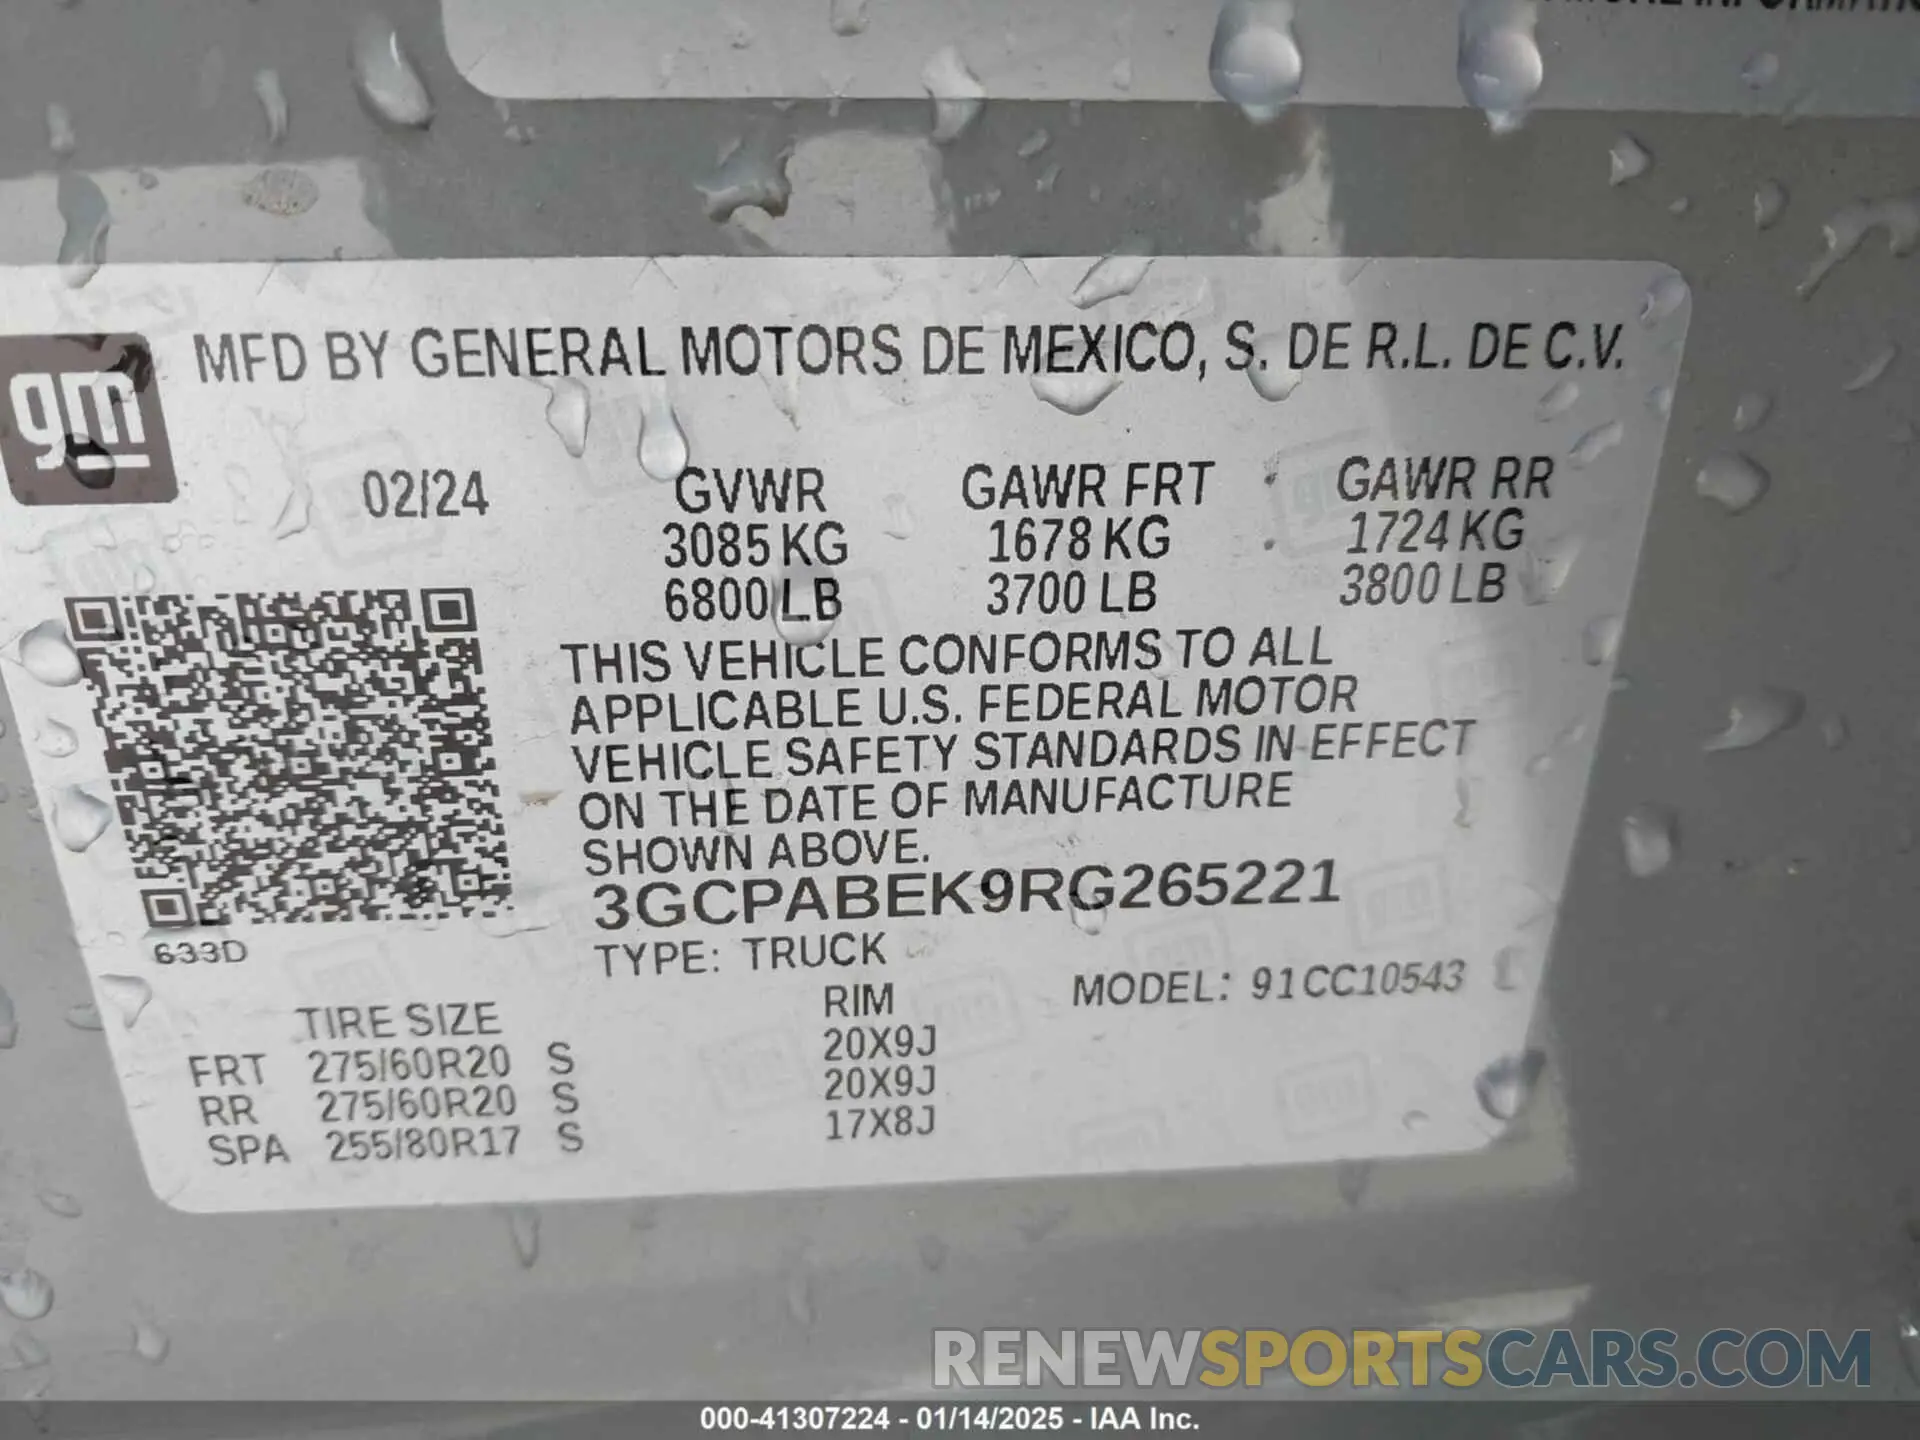 gm
MFD BY GENERAL MOTORS DE MEXICO, S. DE R.L. DE C.V.
02/24 GVWR GAWR FRT GAWR RR
3085 KG 1678 KG 1724 KG
6800 LB 3700 LB 3800 LB
THIS VEHICLE CONFORMS TO ALL
APPLICABLE U.S. FEDERAL MOTOR
VEHICLE SAFETY STANDARDS IN EFFECT
ON THE DATE OF MANUFACTURE
SHOWN ABOVE.
3GCPABEK9RG265221
633D
TYPE: TRUCK
MODEL: 91CC10543
TIRE SIZE RIM
FRT 275/60R20 S 20X9J
RR 275/60R20 S 20X9J
SPA 255/80R17 S 17X8J
RENEWSPORTSCARS.COM
000-41307224 - 01/14/2025 - IAA Inc.